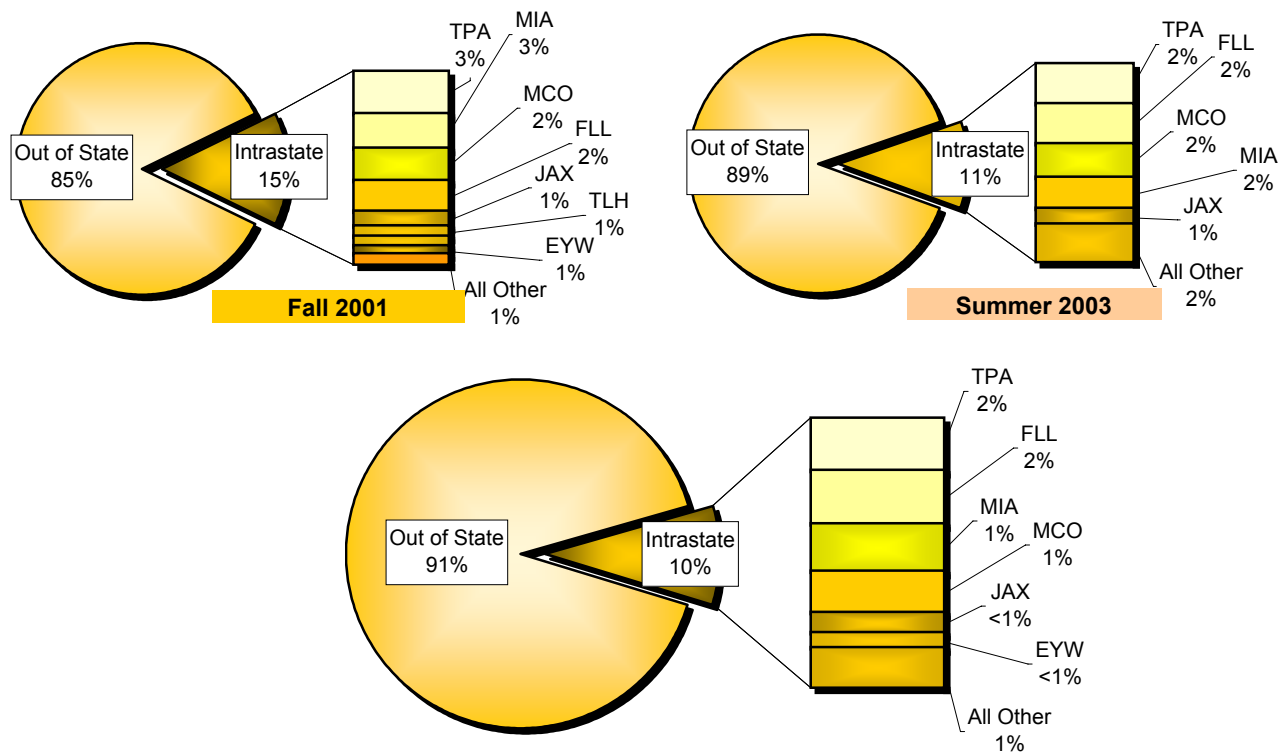 Out of State
85%
Intrastate
15%
TPA
3%
MIA
3%
MCO
2%
FLL
2%
JAX
1%
TLH
1%
EYW
1%
All Other
1%
Fall 2001
Out of State
89%
Intrastate
11%
TPA
2%
FLL
2%
MCO
2%
MIA
2%
JAX
1%
All Other
2%
Summer 2003
Out of State
91%
Intrastate
10%
TPA
2%
FLL
2%
MIA
1%
MCO
1%
JAX
<1%
EYW
<1%
All Other
1%